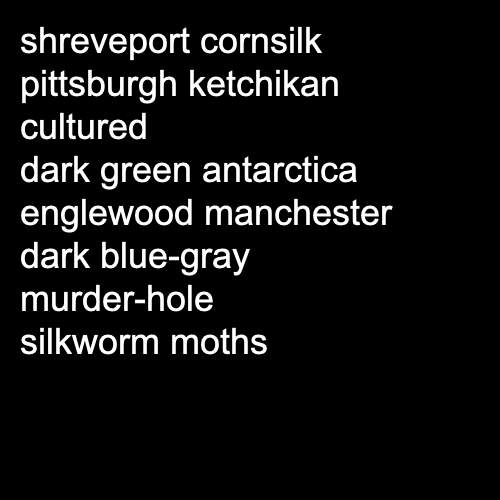 shreveport cornsilk
pittsburgh ketchikan
cultured
dark green antarctica
englewood manchester
dark blue-gray
murder-hole
silkworm moths